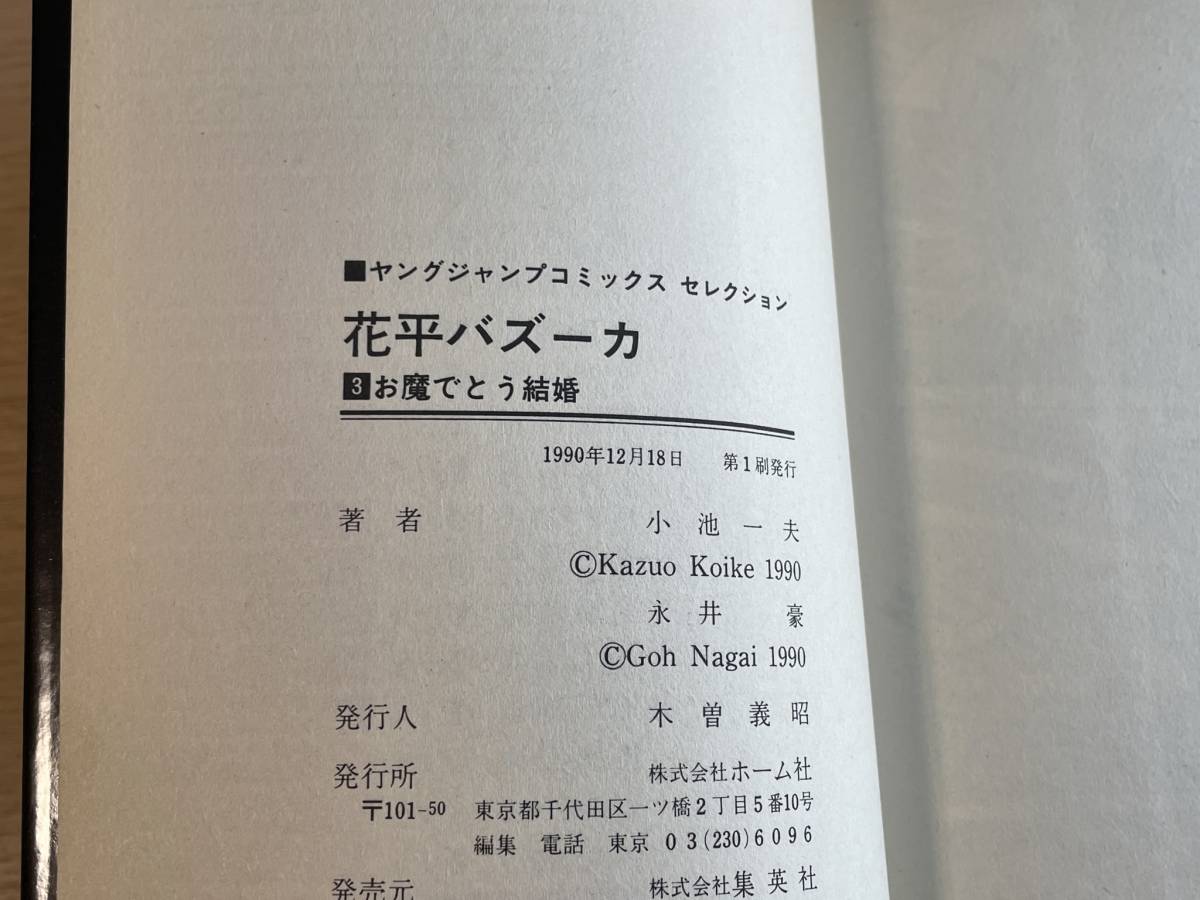 ■ヤングジャンプコミックス セレクション
花平バズーカ
3お魔でとう結婚
1990年12月18日 第1刷発行
著者 小池一夫
©Kazuo Koike 1990
永井 豪
©Goh Nagai 1990
発行人 木曽義昭
発行所 株式会社ホーム社
〒101-50 東京都千代田区一ツ橋2丁目5番10号
編集 電話 東京 03(230)6096
発売元 株式会社集英社